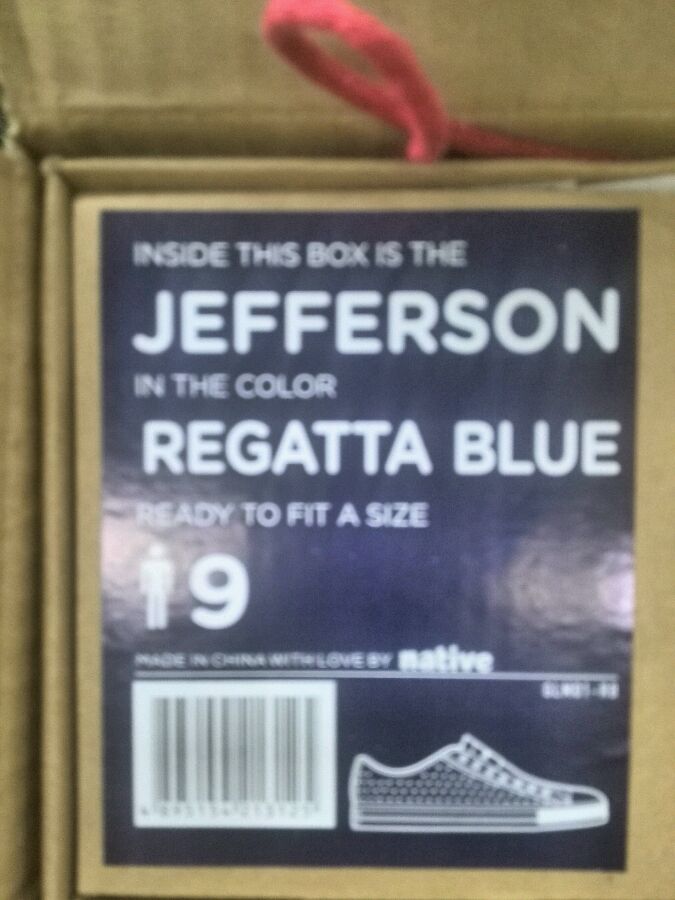 INSIDE THIS BOX IS THE
JEFFERSON
IN THE COLOR
REGATTA BLUE
READY TO FIT A SIZE
9
MADE IN CHINA WITH LOVE BY native